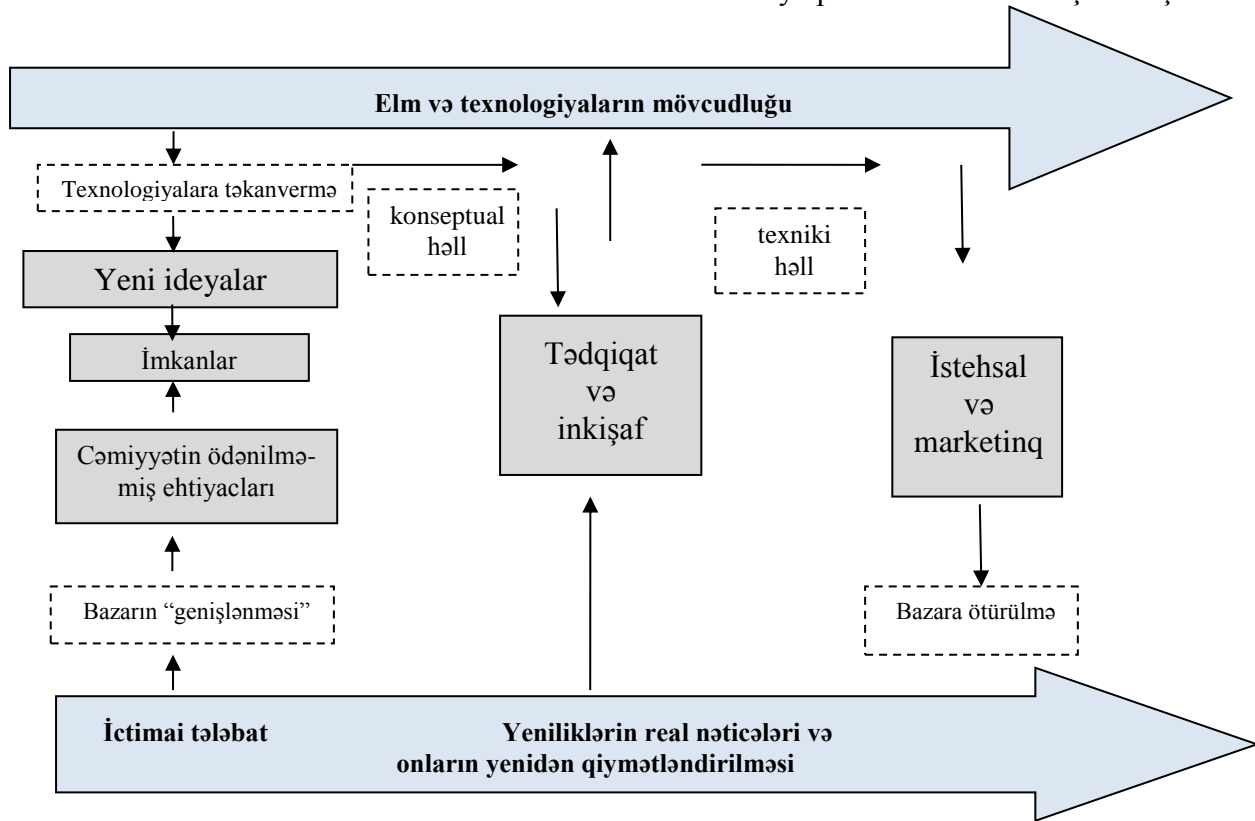 Elm və texnologiyaların mövcudluğu
Texnologiyalara təkanvermə
konseptual
həll
texniki
həll
Yeni ideyalar
İmkanlar
Tədqiqat
və
inkişaf
İstehsal
və
marketinq
Cəmiyyətin ödənilmə-
miş ehtiyacları
Bazarın “genişlənməsi”
Bazara ötürülmə
İctimai tələbat
Yeniliklərin real nəticələri və
onların yenidən qiymətləndirilməsi